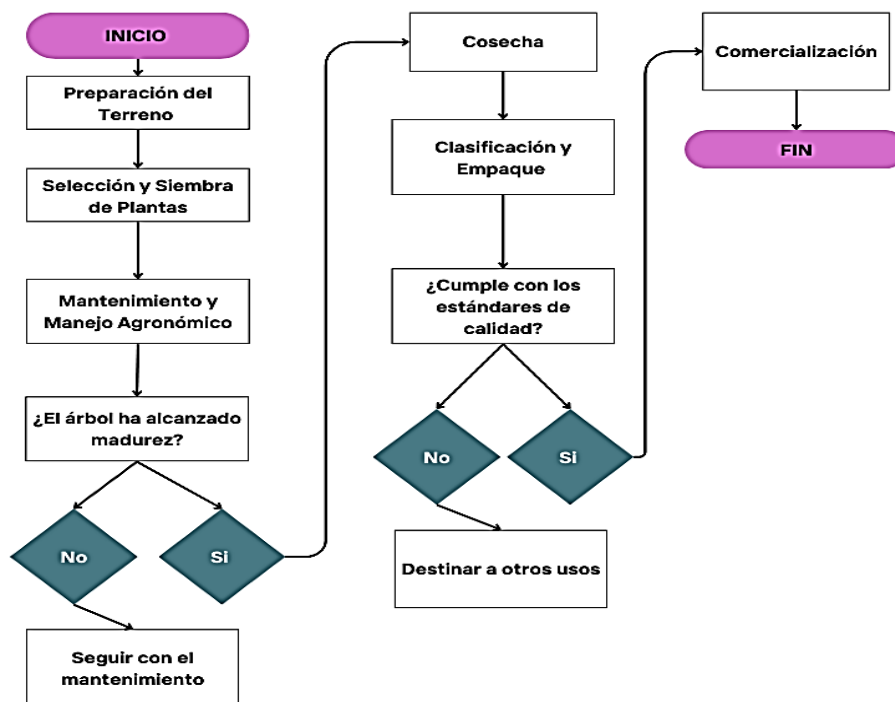 INICIO
Preparación del
Terreno
Selección y Siembra
de Plantas
Mantenimiento y
Manejo Agronómico
¿El árbol ha alcanzado
madurez?
No
Si
Seguir con el
mantenimiento
Cosecha
Clasificación y
Empaque
¿Cumple con los
estándares de
calidad?
No
Si
Destinar a otros usos
Comercialización
FIN